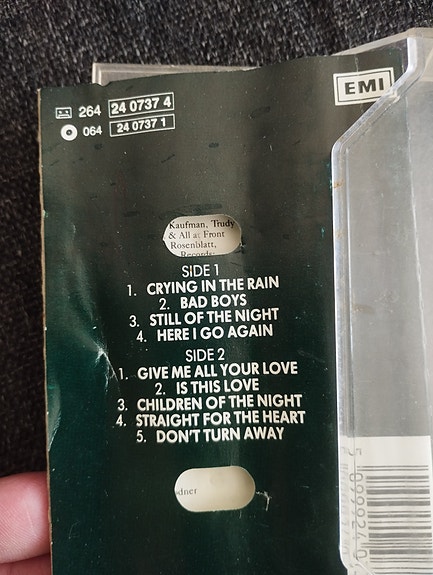 EMI
264 24 0737 4
064 24 0737 1
Kaufman, Trudy
& All at Front
Rosenblatt,
Records:
SIDE 1
1. CRYING IN THE RAIN
2. BAD BOYS
3. STILL OF THE NIGHT
4. HERE I GO AGAIN
SIDE 2
1. GIVE ME ALL YOUR LOVE
2. IS THIS LOVE
3. CHILDREN OF THE NIGHT
4. STRAIGHT FOR THE HEART
5. DON'T TURN AWAY